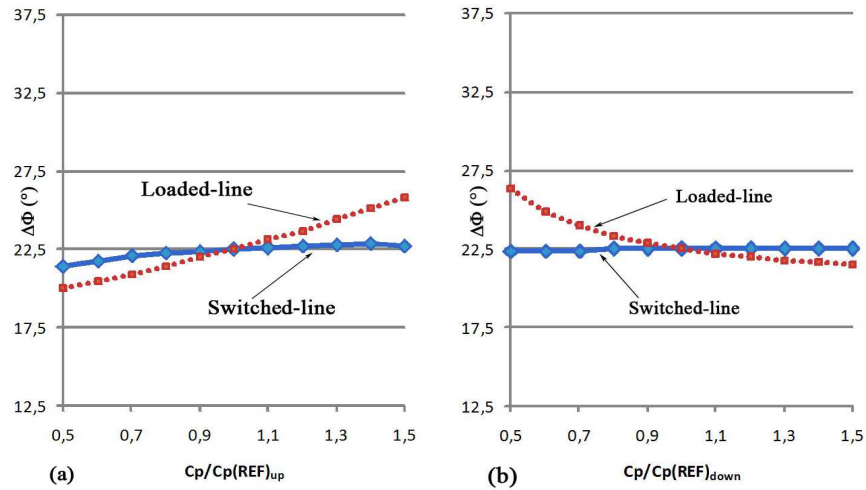 37,5
32,5
27,5
22,5
17,5
12,5
ΔΦ (°)
Loaded-line
Switched-line
0,5 0,7 0,9 1,1 1,3 1,5
(a) Cp/Cp(REF)up
37,5
32,5
27,5
22,5
17,5
12,5
ΔΦ (°)
Loaded-line
Switched-line
0,5 0,7 0,9 1,1 1,3 1,5
(b) Cp/Cp(REF)down